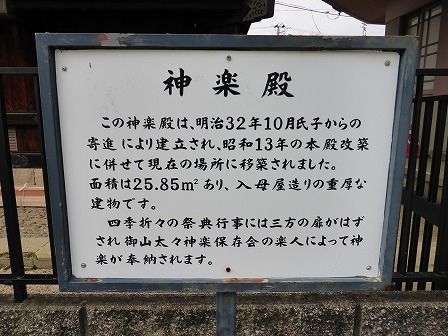 神楽殿
この神楽殿は、明治32年10月氏子からの
寄進により建立され、昭和13年の本殿改築
に併せて現在の場所に移築されました。
面積は25.85m²あり、入母屋造りの重厚な
建物です。
四季折々の祭典行事には三方の扉がはず
され御山太々神楽保存会の楽人によって神
楽が奉納されます。